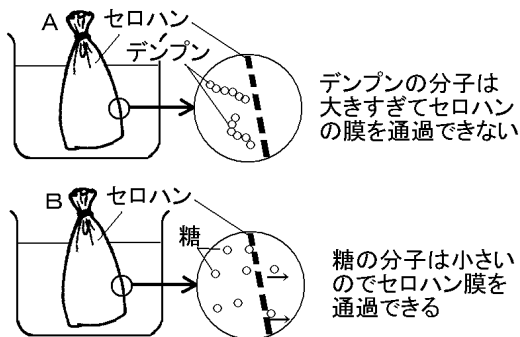 A セロハン
デンプン
デンプンの分子は
大きすぎてセロハン
の膜を通過できない
B セロハン
糖
糖の分子は小さい
のでセロハン膜を
通過できる